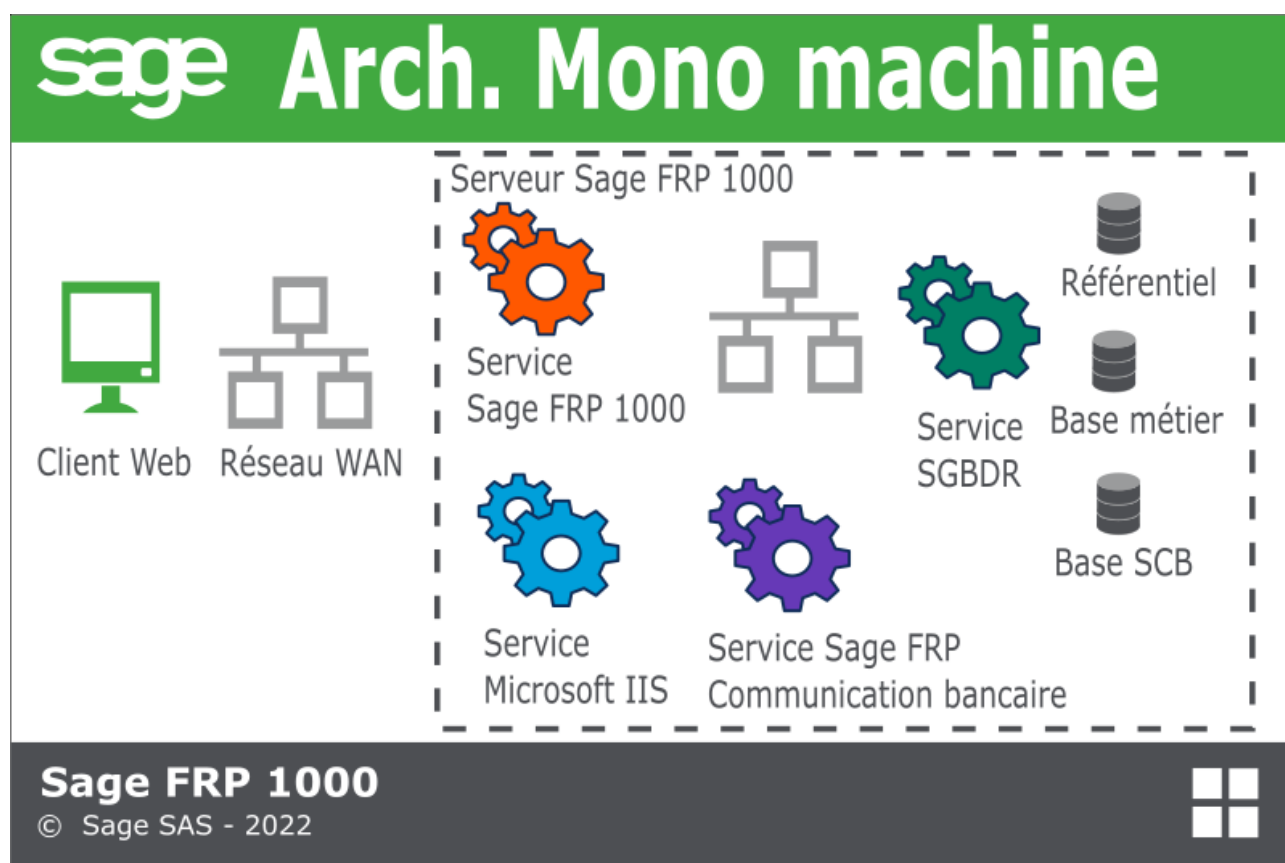 sage Arch. Mono machine
Serveur Sage FRP 1000
Référentiel
Service
Sage FRP 1000
Base métier
Service
SGBDR
Client Web
Réseau WAN
Base SCB
Service
Microsoft IIS
Service Sage FRP
Communication bancaire
Sage FRP 1000
© Sage SAS - 2022